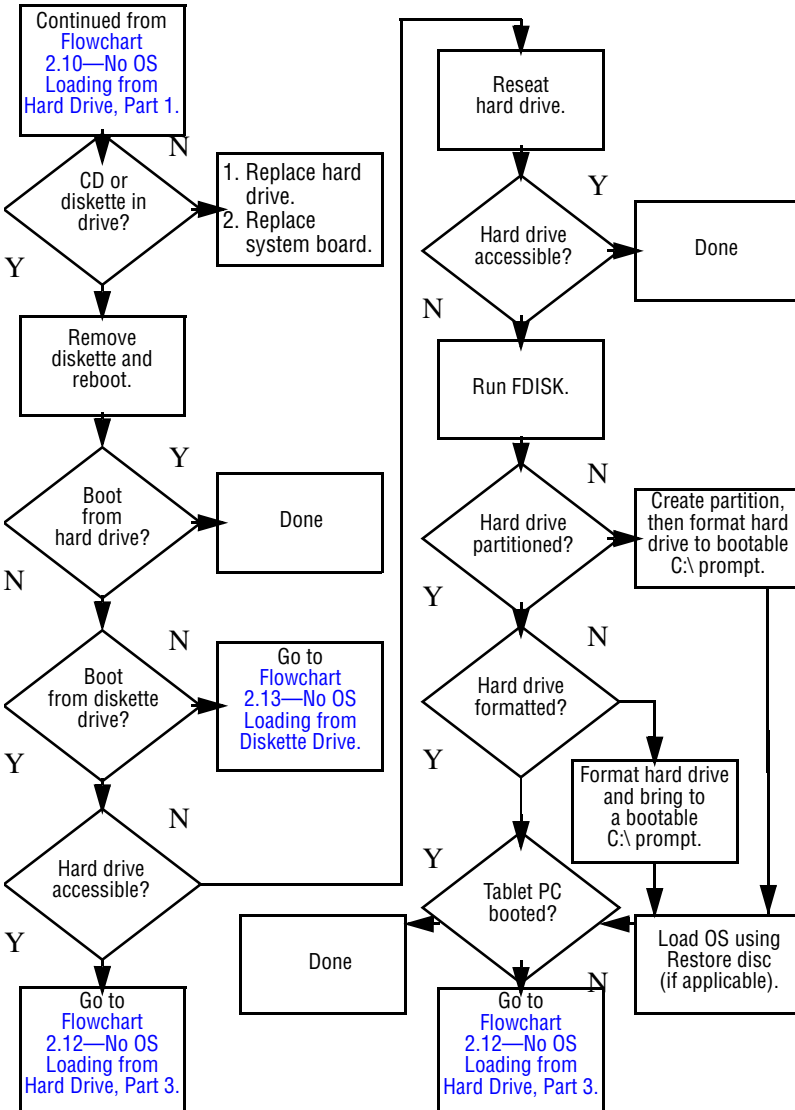 Continued from
Flowchart
2.10—No OS
Loading from
Hard Drive, Part 1.
N
CD or
diskette in
drive?
1. Replace hard
drive.
2. Replace
system board.
Y
Remove
diskette and
reboot.
Y
Boot
from
hard drive?
Done
N
N
Boot
from diskette
drive?
Go to
Flowchart
2.13—No OS
Loading from
Diskette Drive.
Y
N
Hard drive
accessible?
Y
Go to
Flowchart
2.12—No OS
Loading from
Hard Drive, Part 3.
Reseat
hard drive.
Y
Hard drive
accessible?
Done
N
Run FDISK.
N
Hard drive
partitioned?
Create partition,
then format hard
drive to bootable
C:\ prompt.
Y
N
Hard drive
formatted?
Y
Format hard drive
and bring to
a bootable
C:\ prompt.
Y
Tablet PC
booted?
Done
Load OS using
Restore disc
(if applicable).
N
Go to
Flowchart
2.12—No OS
Loading from
Hard Drive, Part 3.